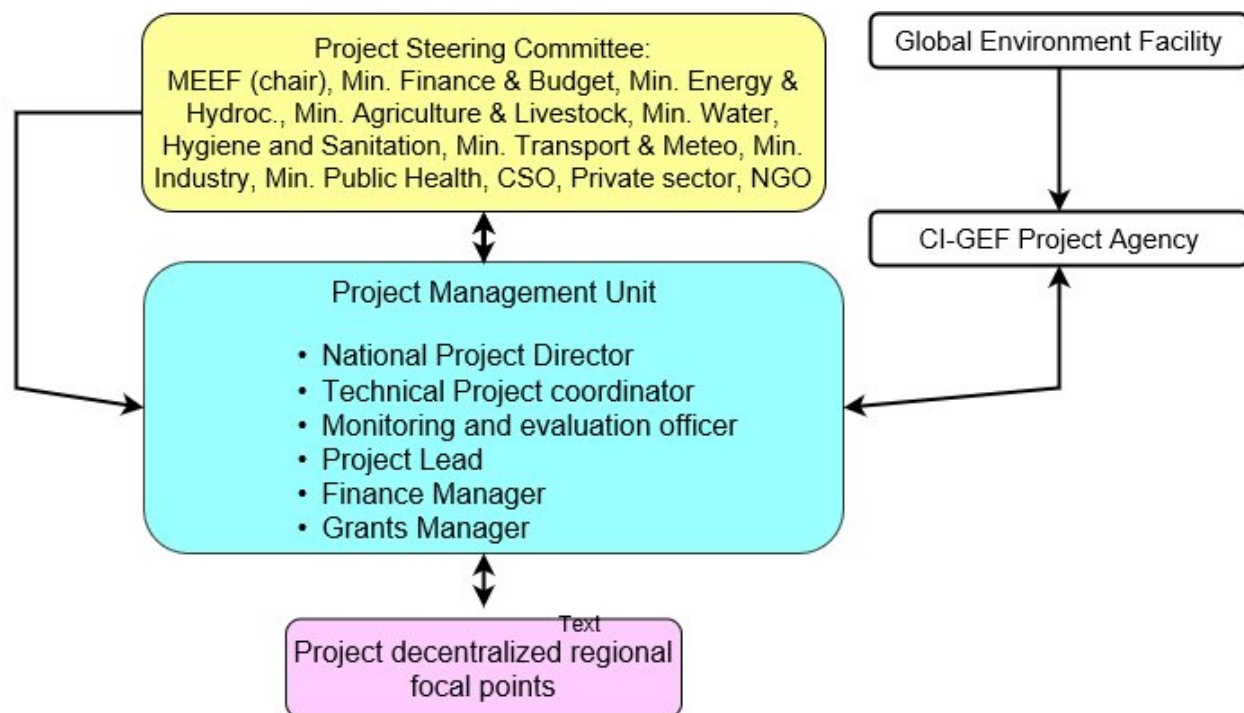 Project Steering Committee:
MEEF (chair), Min. Finance & Budget, Min. Energy &
Hydroc., Min. Agriculture & Livestock, Min. Water,
Hygiene and Sanitation, Min. Transport & Meteo, Min.
Industry, Min. Public Health, CSO, Private sector, NGO
Global Environment Facility
CI-GEF Project Agency
Project Management Unit
• National Project Director
• Technical Project coordinator
• Monitoring and evaluation officer
• Project Lead
• Finance Manager
• Grants Manager
Text
Project decentralized regional
focal points